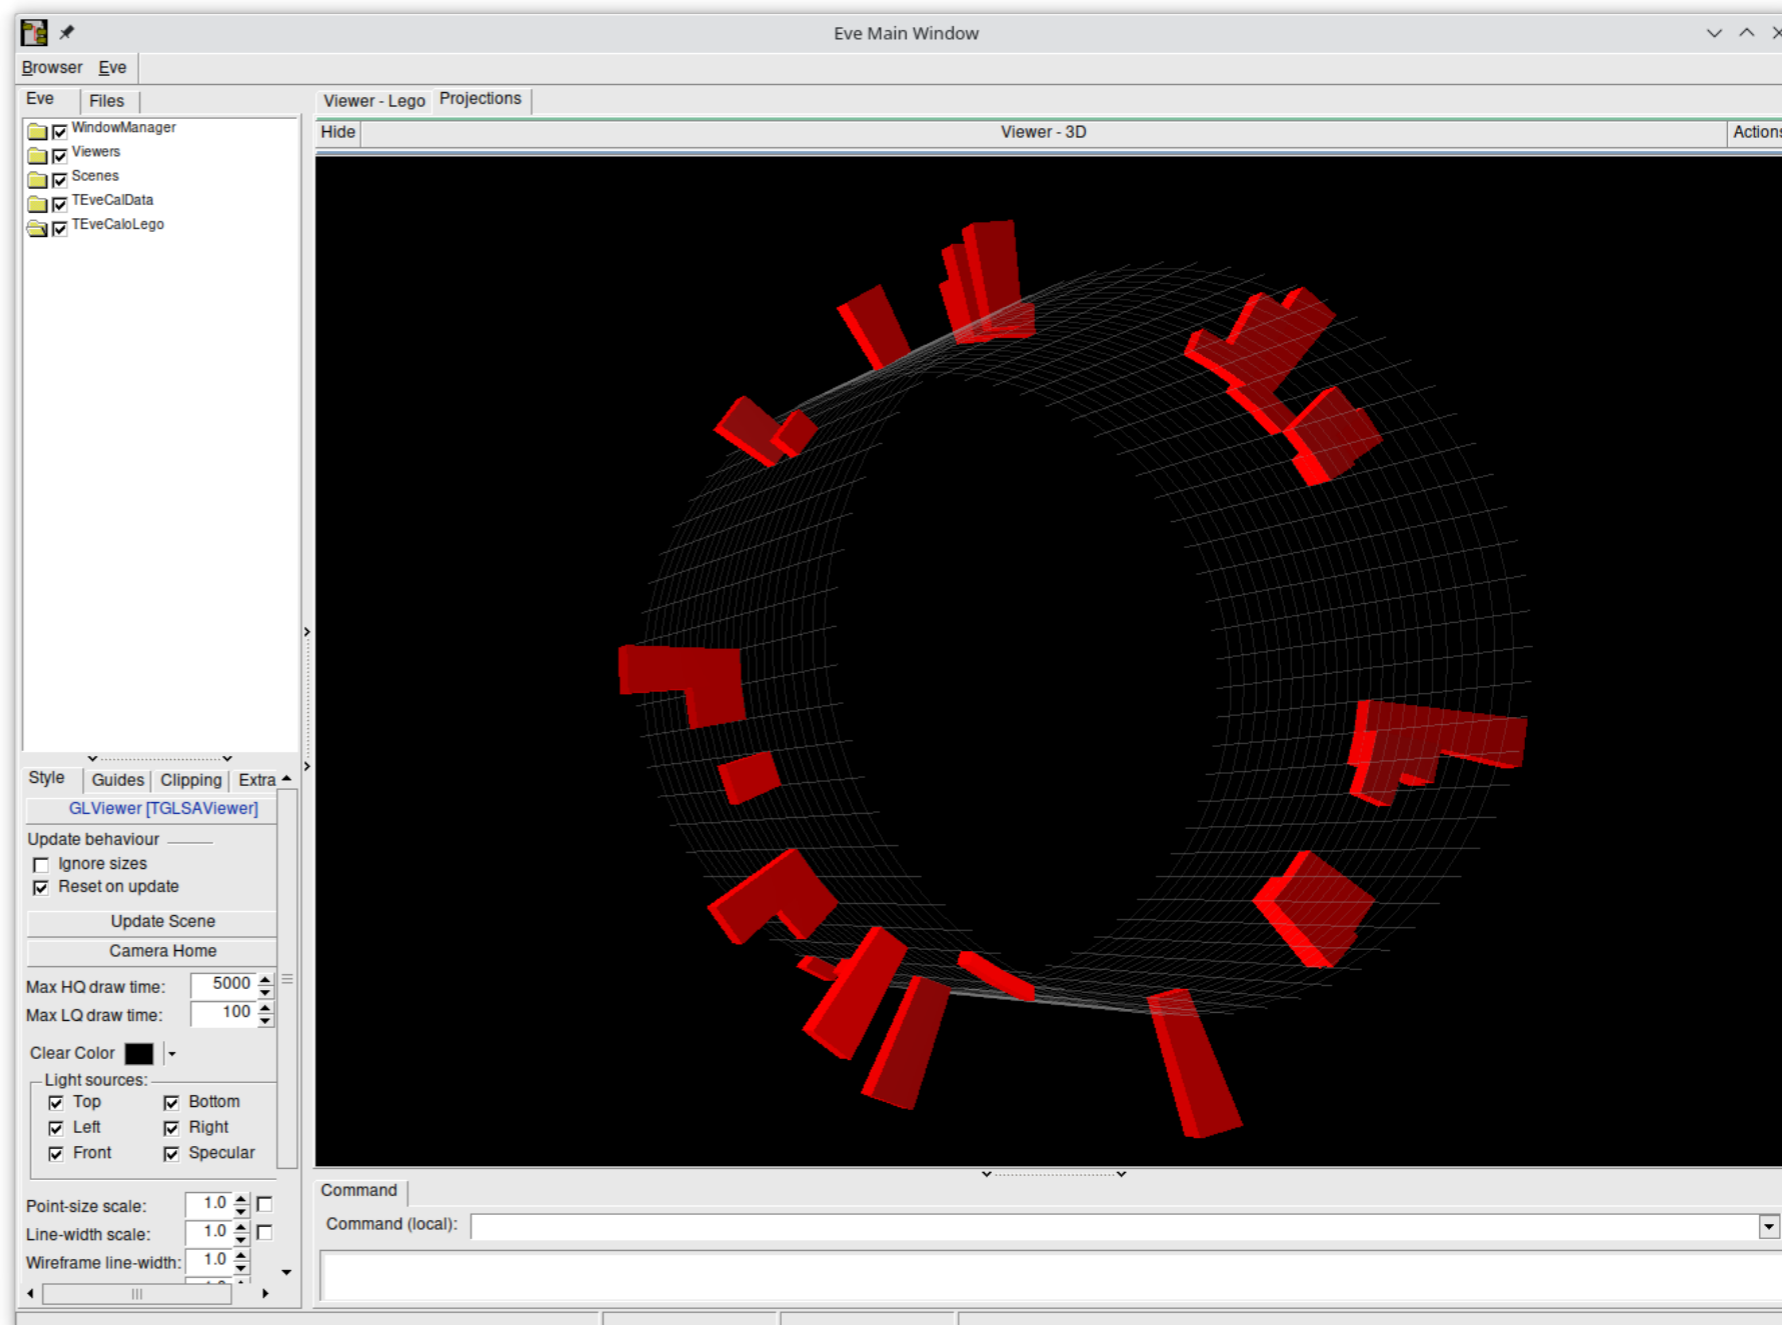 Eve Main Window
Browser Eve
Eve Files
Viewer - Lego Projections
Hide Viewer - 3D Actions
WindowManager
Viewers
Scenes
TEveCalData
TEveCaloLego
Style Guides Clipping Extra
GLViewer [TGLSAViewer]
Update behaviour
Ignore sizes
Reset on update
Update Scene
Camera Home
Max HQ draw time: 5000
Max LQ draw time: 100
Clear Color
Light sources:
Top Bottom
Left Right
Front Specular
Point-size scale: 1.0
Line-width scale: 1.0
Wireframe line-width: 1.0
Command
Command (local):